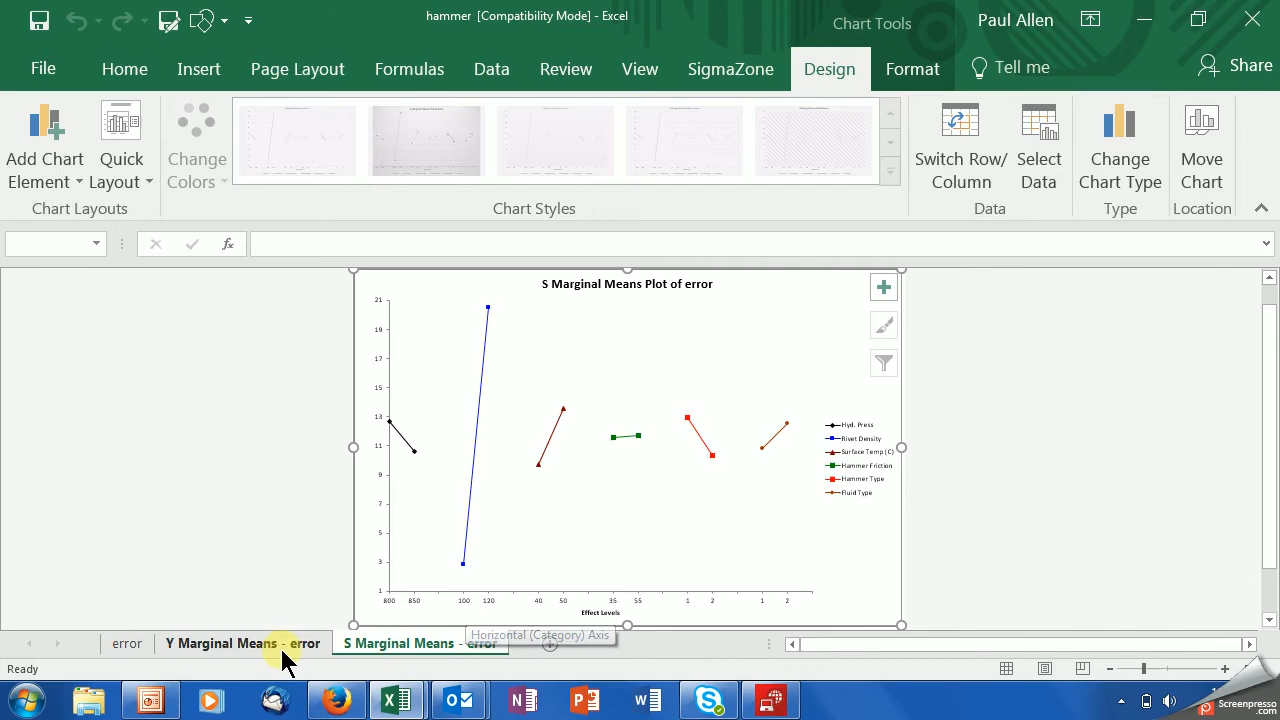 hammer [Compatibility Mode] - Excel
Chart Tools
Paul Allen
File
Home
Insert
Page Layout
Formulas
Data
Review
View
SigmaZone
Design
Format
Tell me
Share
Add Chart
Element
Quick
Layout
Change
Colors
Switch Row/
Column
Select
Data
Change
Chart Type
Move
Chart
Chart Layouts
Chart Styles
Data
Type
Location
fx
S Marginal Means Plot of error
21
19
17
15
13
11
9
7
5
3
1
800 850 100 120 40 50 35 55 1 2 1 2
Effect Levels
Hyd. Press
Rivet Density
Surface Temp (C)
Hammer Friction
Hammer Type
Fluid Type
Horizontal (Category) Axis
error
Y Marginal Means - error
S Marginal Means - error
Ready
Screenpresso
.com